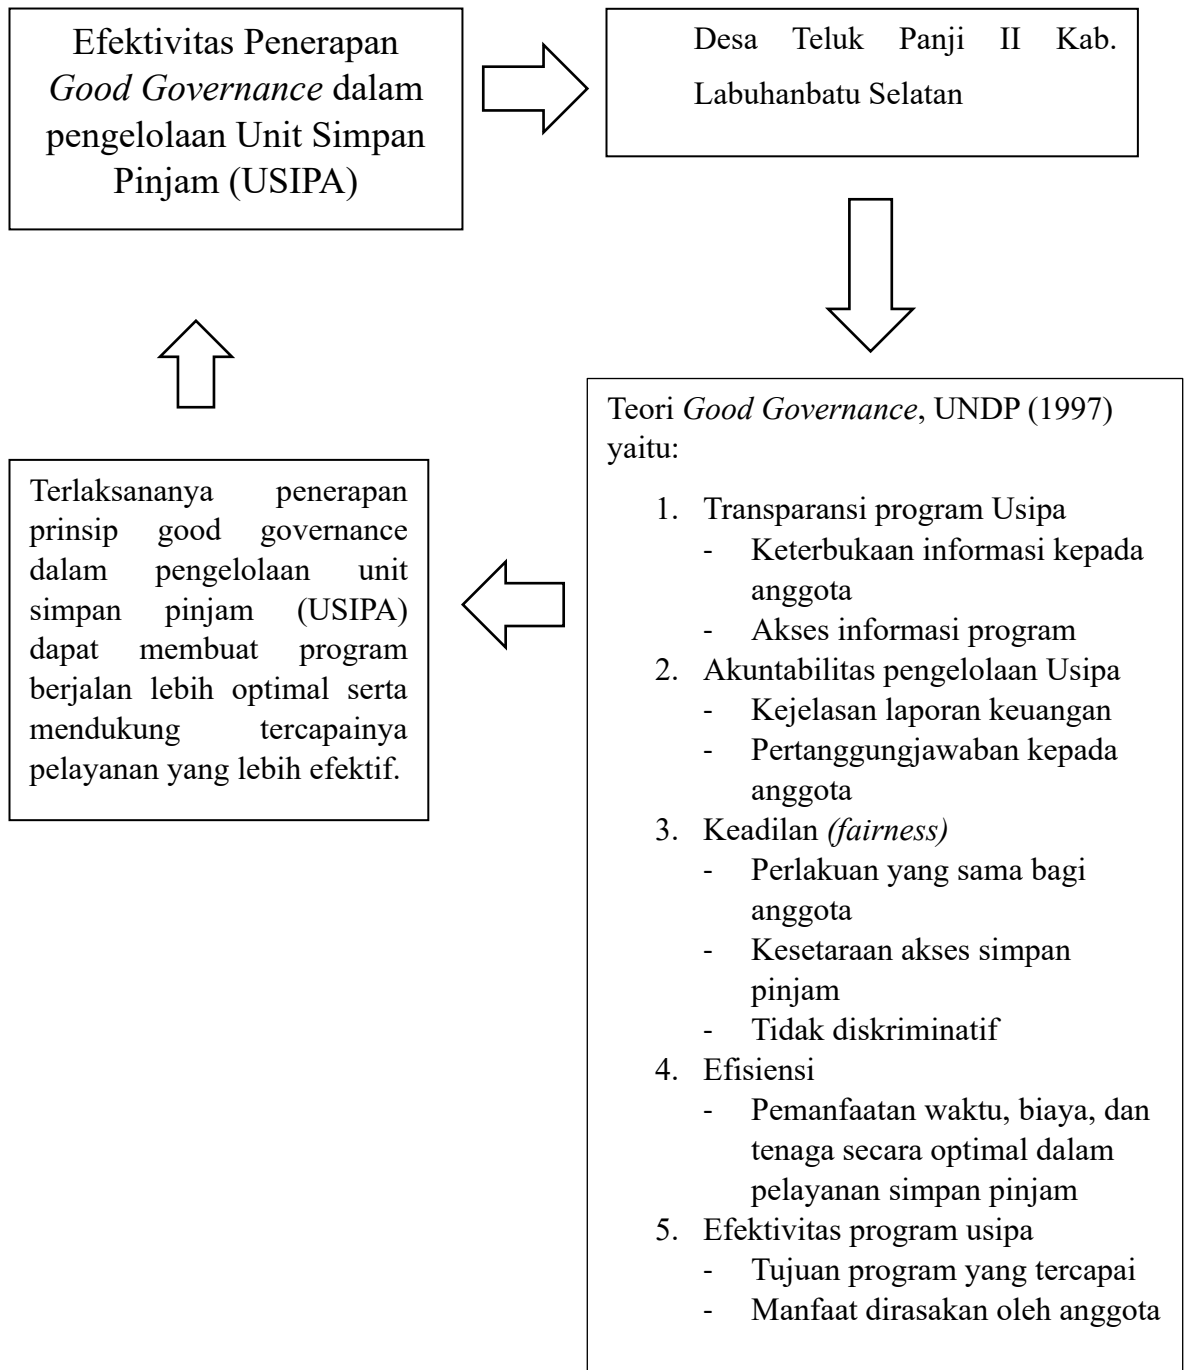 Efektivitas Penerapan
Good Governance dalam
pengelolaan Unit Simpan
Pinjam (USIPA)
Desa Teluk Panji II Kab.
Labuhanbatu Selatan
Teori Good Governance, UNDP (1997)
yaitu:
1. Transparansi program Usipa
- Keterbukaan informasi kepada
anggota
- Akses informasi program
2. Akuntabilitas pengelolaan Usipa
- Kejelasan laporan keuangan
- Pertanggungjawaban kepada
anggota
3. Keadilan (fairness)
- Perlakuan yang sama bagi
anggota
- Kesetaraan akses simpan
pinjam
- Tidak diskriminatif
4. Efisiensi
- Pemanfaatan waktu, biaya, dan
tenaga secara optimal dalam
pelayanan simpan pinjam
5. Efektivitas program usipa
- Tujuan program yang tercapai
- Manfaat dirasakan oleh anggota
Terlaksananya penerapan
prinsip good governance
dalam pengelolaan unit
simpan pinjam (USIPA)
dapat membuat program
berjalan lebih optimal serta
mendukung tercapainya
pelayanan yang lebih efektif.